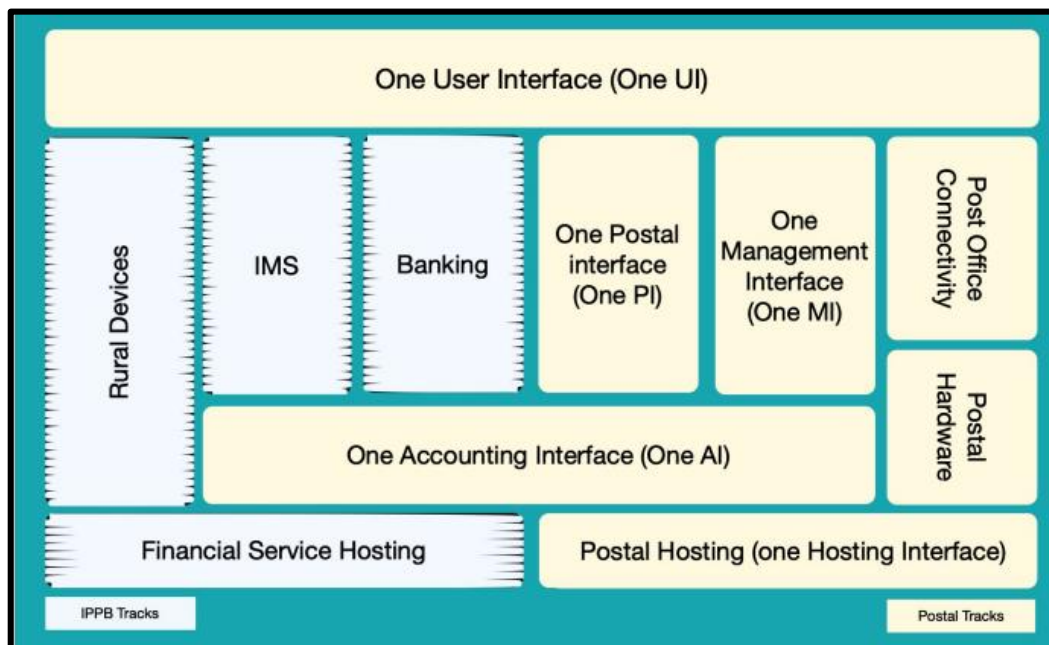 One User Interface (One UI)
Rural Devices
IMS
Banking
One Postal
interface
(One PI)
One
Management
Interface
(One MI)
Post Office
Connectivity
Postal
Hardware
One Accounting Interface (One AI)
Financial Service Hosting
Postal Hosting (one Hosting Interface)
IPPB Tracks
Postal Tracks